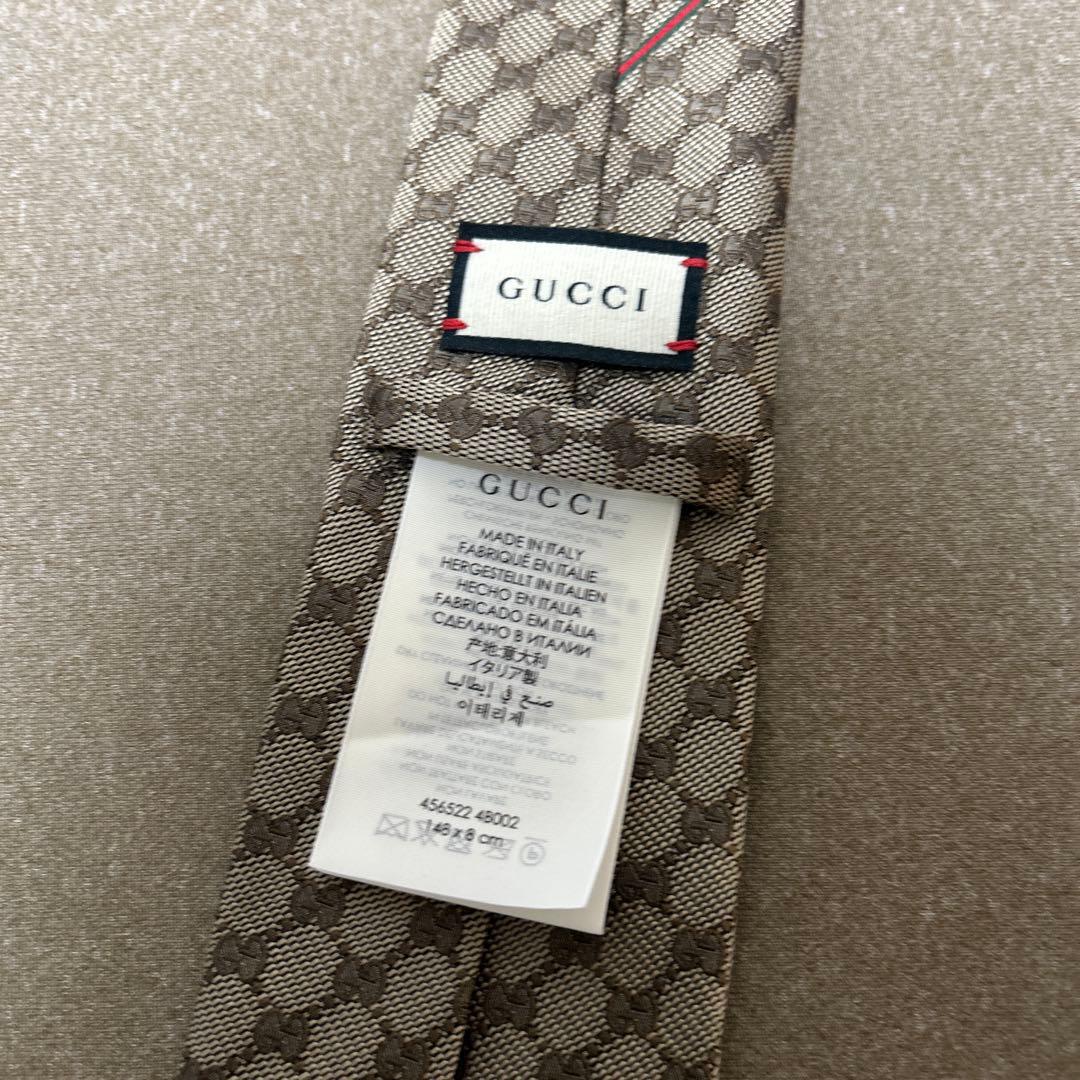 GUCCI
GUCCI
MADE IN ITALY
FABRIQUÉ EN ITALIE
HERGESTELLT IN ITALIEN
HECHO EN ITALIA
FABRICADO EM ITÁLIA
СДЕЛАНО В ИТАЛИИ
产地:意大利
イタリア製
صنع في إيطاليا
이태리제
456522 4B002
148 x 8 cm